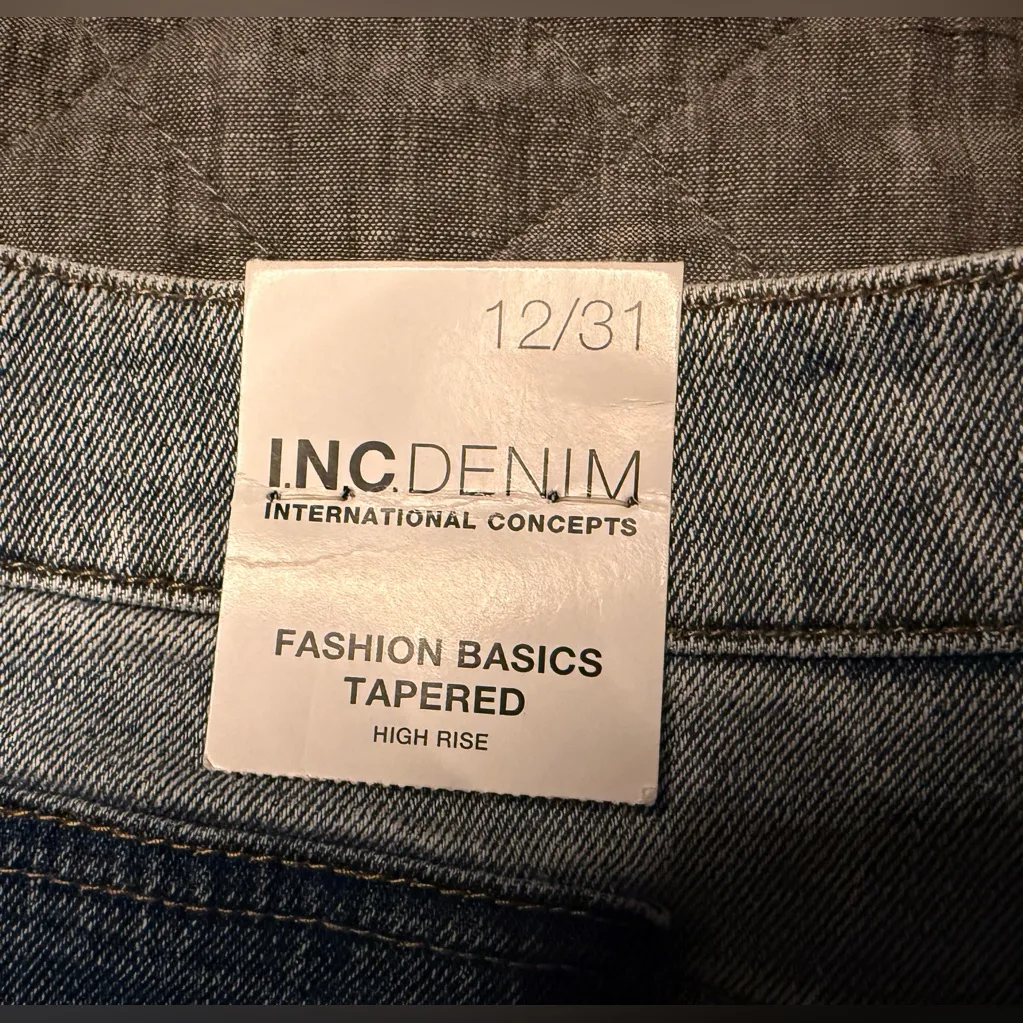 12/31
I.N.C.DENIM
INTERNATIONAL CONCEPTS
FASHION BASICS
TAPERED
HIGH RISE